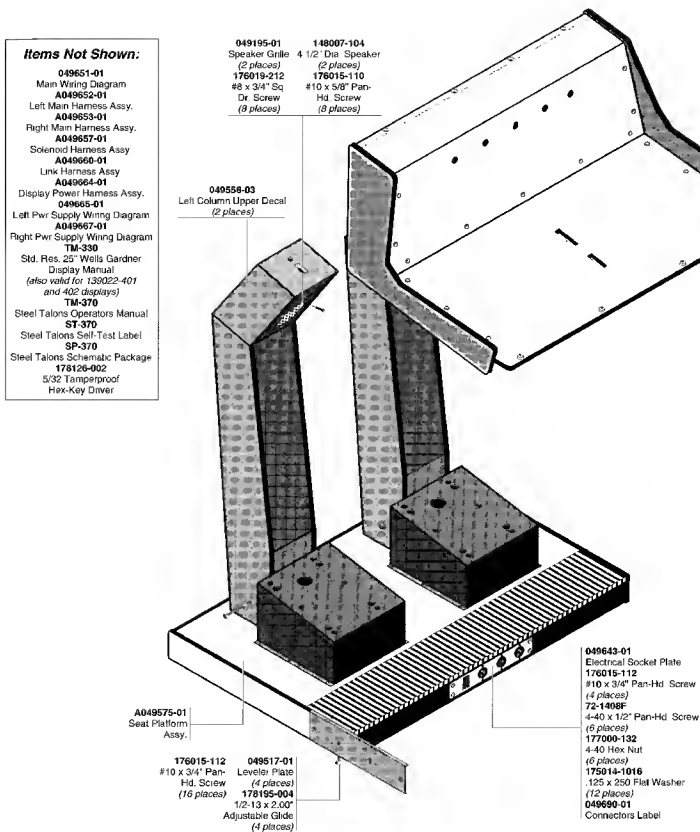 Items Not Shown:
049651-01
Main Wiring Diagram
A049652-01
Left Main Harness Assy.
A049653-01
Right Main Harness Assy.
A049657-01
Solenoid Harness Assy
A049660-01
Link Harness Assy
A049664-01
Display Power Harness Assy.
049665-01
Left Pwr Supply Wiring Diagram
A049667-01
Right Pwr Supply Wiring Diagram
TM-330
Std. Res. 25" Wells Gardner
Display Manual
(also valid for 139022-401
and 402 displays)
TM-370
Steel Talons Operators Manual
ST-370
Steel Talons Self-Test Label
SP-370
Steel Talons Schematic Package
178126-002
5/32 Tamperproof
Hex-Key Driver
049195-01
Speaker Grille
(2 places)
176019-212
#8 x 3/4" Sq
Dr. Screw
(8 places)
148007-104
4 1/2" Dia Speaker
(2 places)
176015-110
#10 x 5/8" Pan-
Hd. Screw
(8 places)
049556-03
Left Column Upper Decal
(2 places)
A049575-01
Seat Platform
Assy.
176015-112
#10 x 3/4" Pan-
Hd. Screw
(16 places)
049517-01
Leveler Plate
(4 places)
178195-004
1/2-13 x 2.00"
Adjustable Glide
(4 places)
049643-01
Electrical Socket Plate
176015-112
#10 x 3/4" Pan-Hd Screw
(4 places)
72-1408F
4-40 x 1/2" Pan-Hd Screw
(6 places)
177000-132
4-40 Hex Nut
(6 places)
175014-1016
.125 x 250 Flat Washer
(12 places)
049690-01
Connectors Label